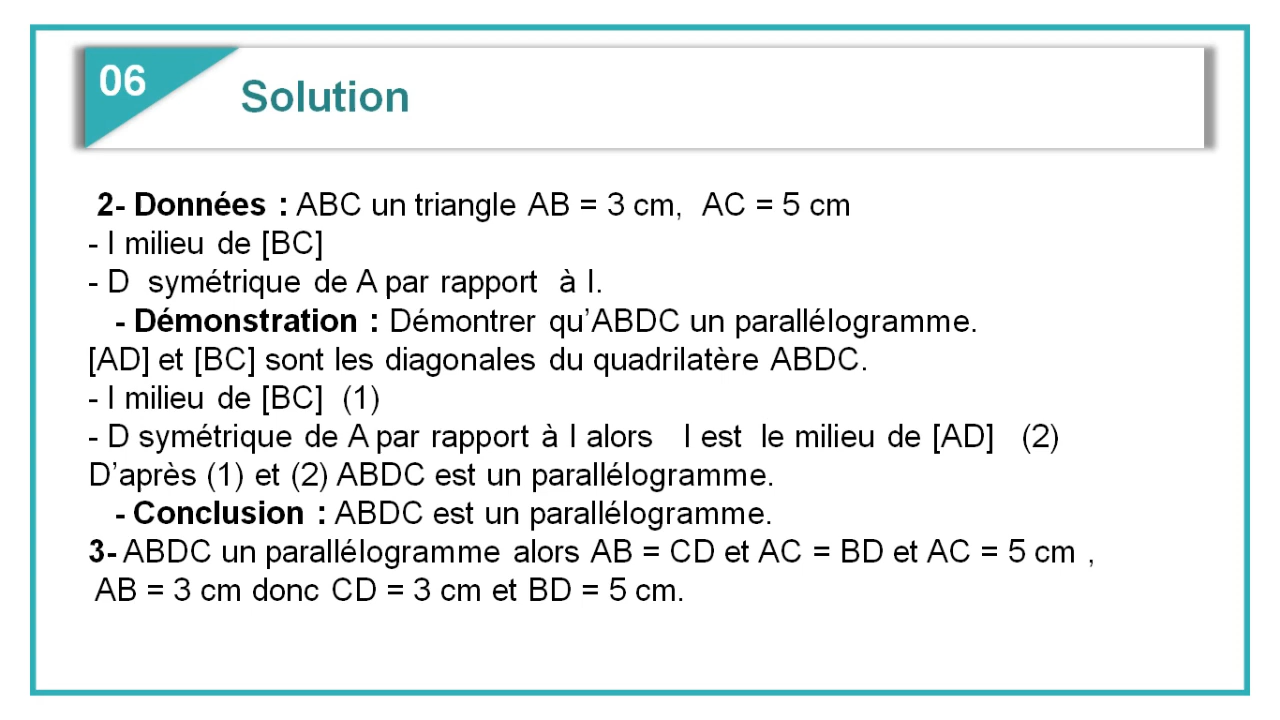 06
Solution
2- Données : ABC un triangle AB = 3 cm, AC = 5 cm
- I milieu de [BC]
- D symétrique de A par rapport à I.
- Démonstration : Démontrer qu’ABDC un parallélogramme.
[AD] et [BC] sont les diagonales du quadrilatère ABDC.
- I milieu de [BC] (1)
- D symétrique de A par rapport à I alors I est le milieu de [AD] (2)
D’après (1) et (2) ABDC est un parallélogramme.
- Conclusion : ABDC est un parallélogramme.
3- ABDC un parallélogramme alors AB = CD et AC = BD et AC = 5 cm ,
AB = 3 cm donc CD = 3 cm et BD = 5 cm.